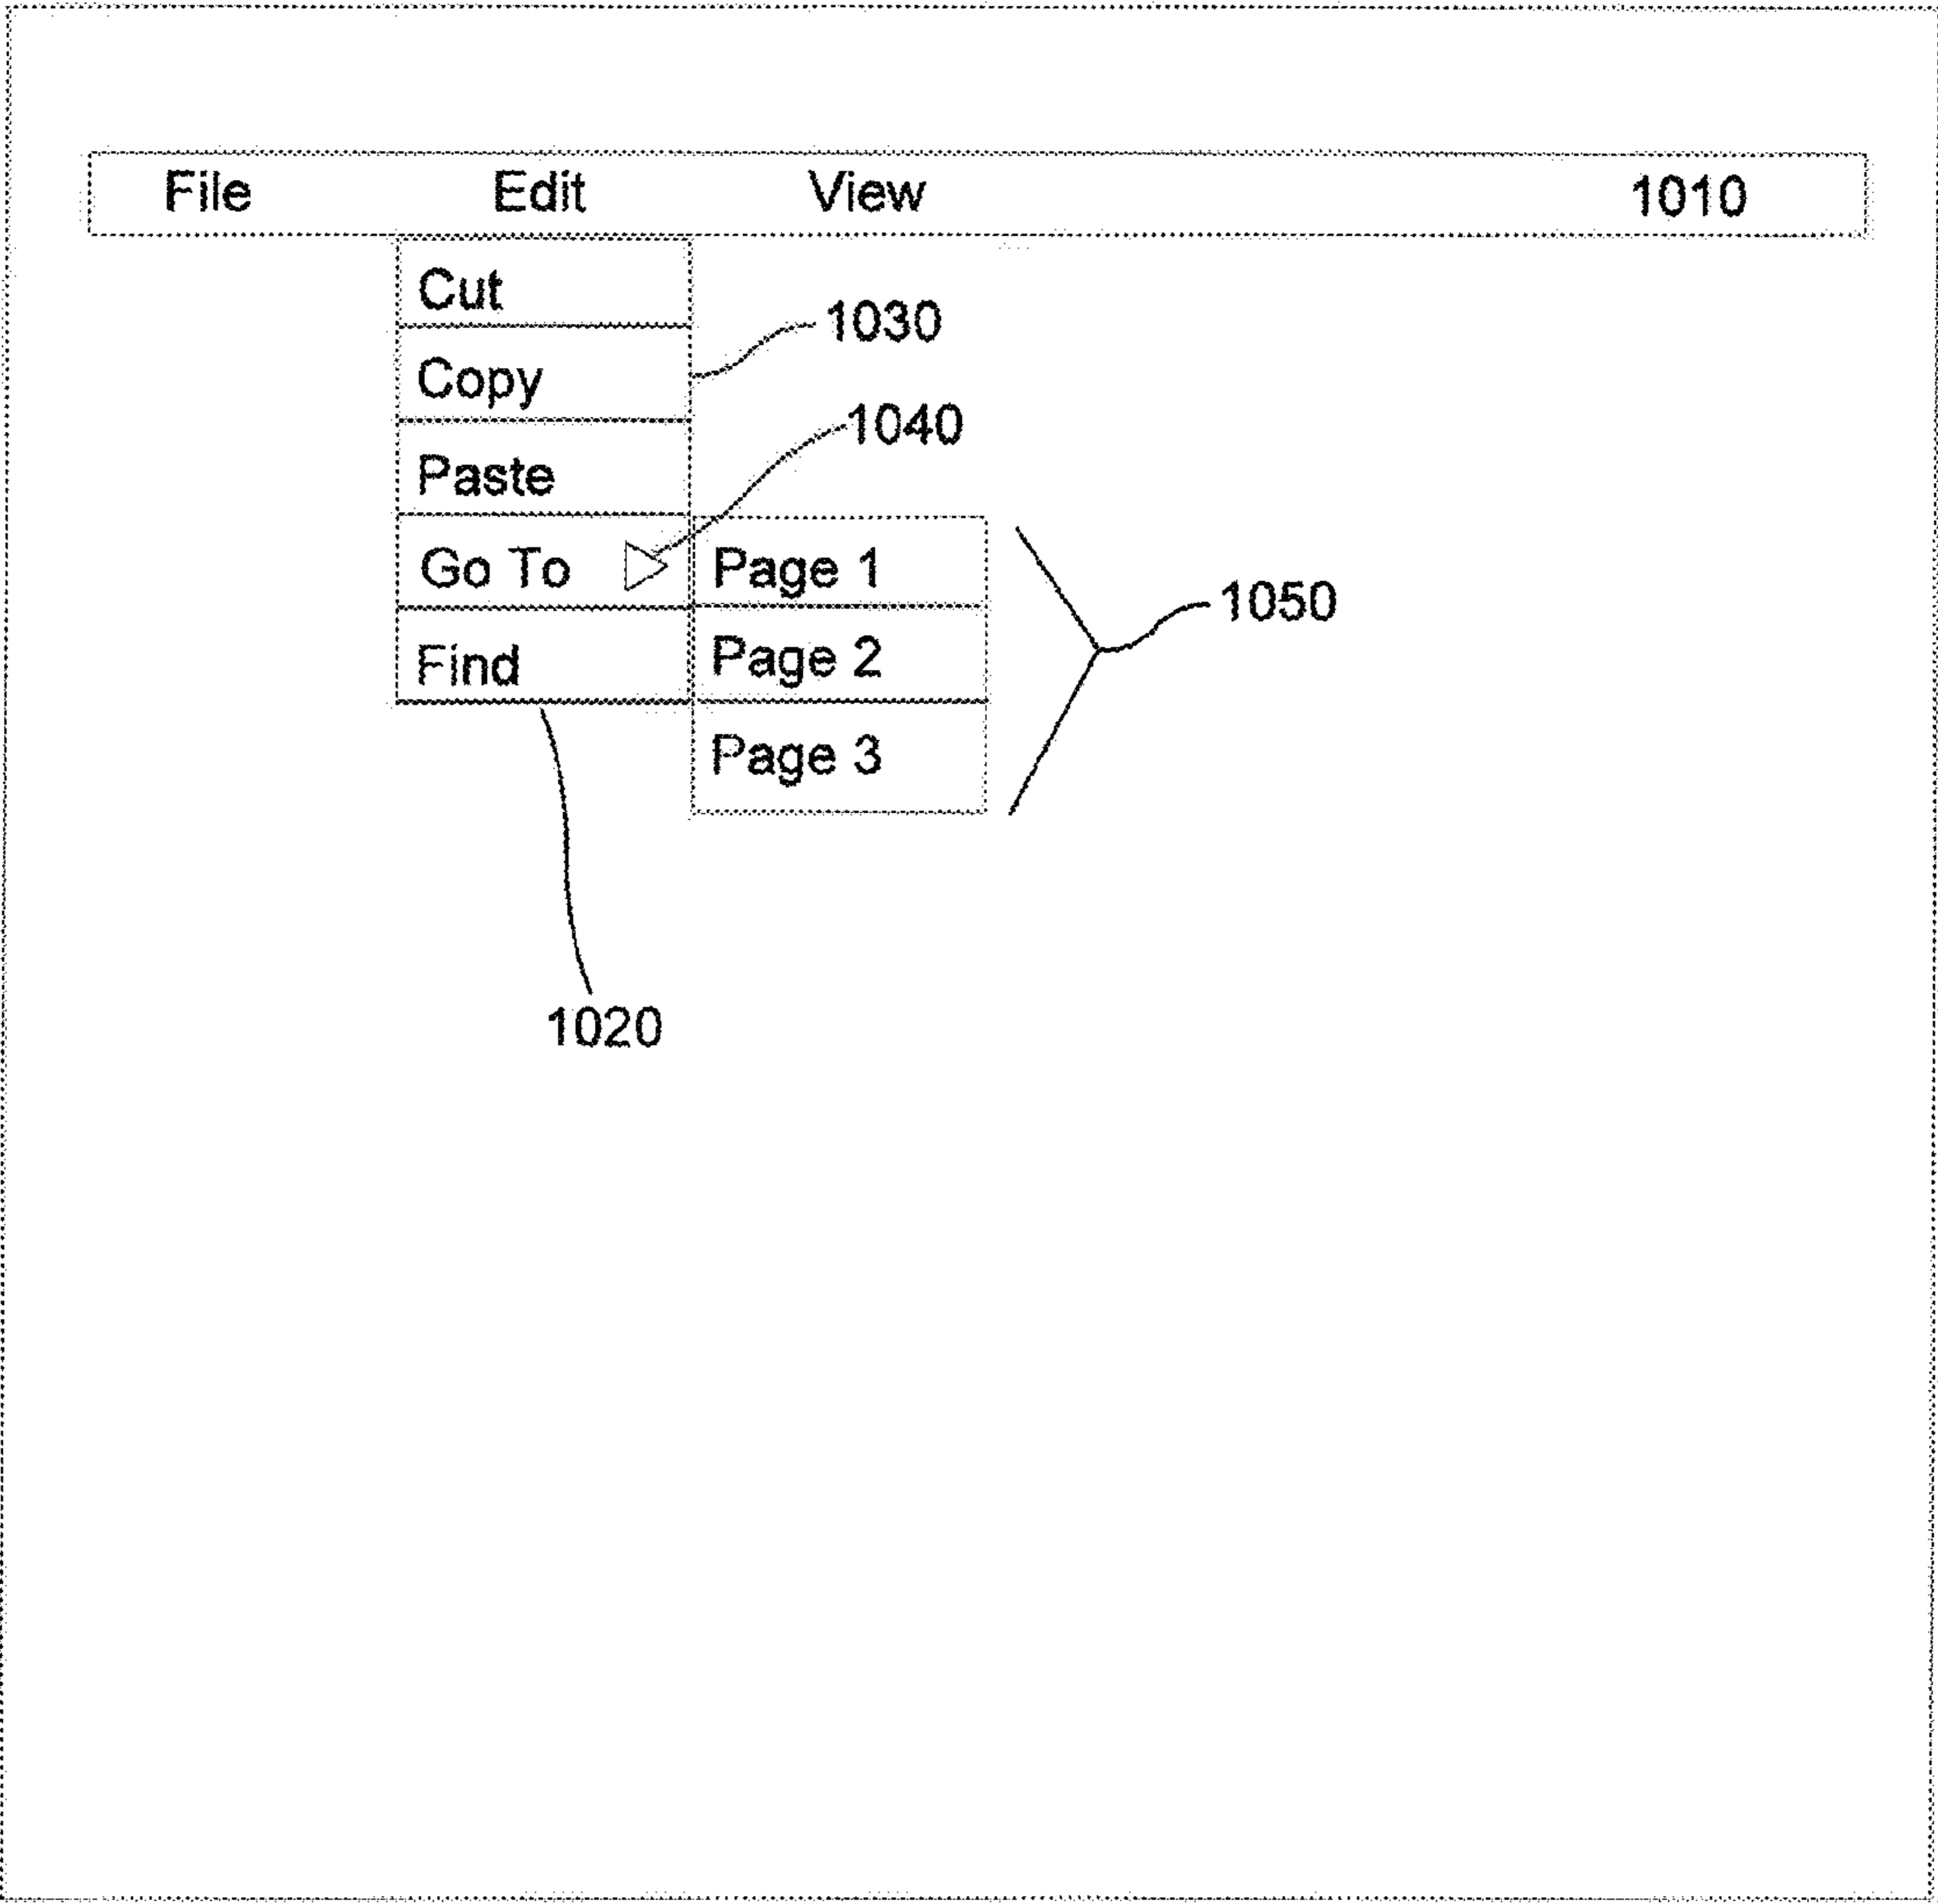 File Edit View 1010
Cut
1030
Copy
1040
Paste
Go To Page 1
1050
Find Page 2
Page 3
1020